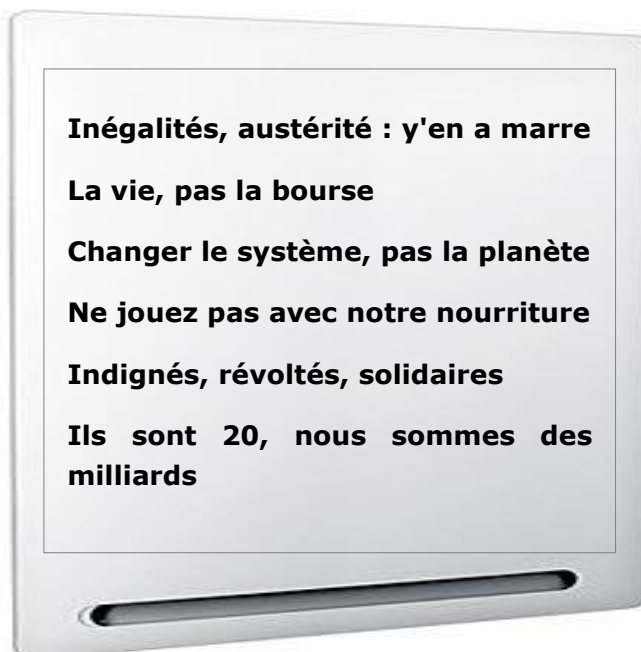 Inégalités, austérité : y'en a marre
La vie, pas la bourse
Changer le système, pas la planète
Ne jouez pas avec notre nourriture
Indignés, révoltés, solidaires
Ils sont 20, nous sommes des
milliards